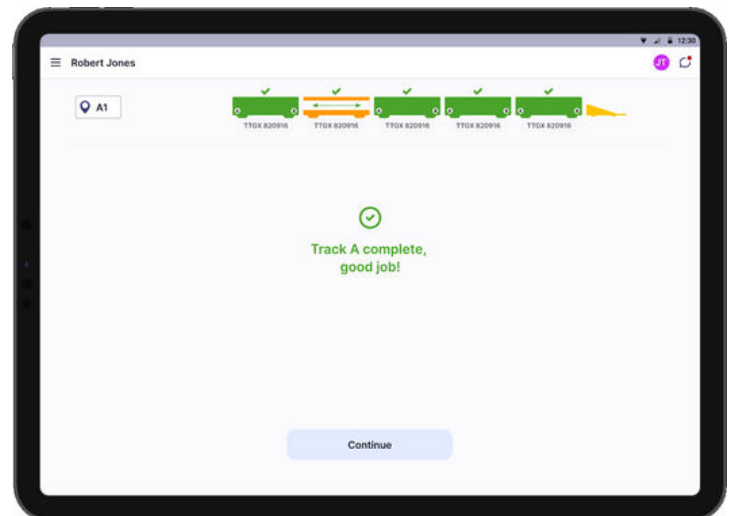 12:30
Robert Jones
JT
A1
TTGX 820916 TTGX 820916 TTGX 820916 TTGX 820916 TTGX 820916
Track A complete,
good job!
Continue